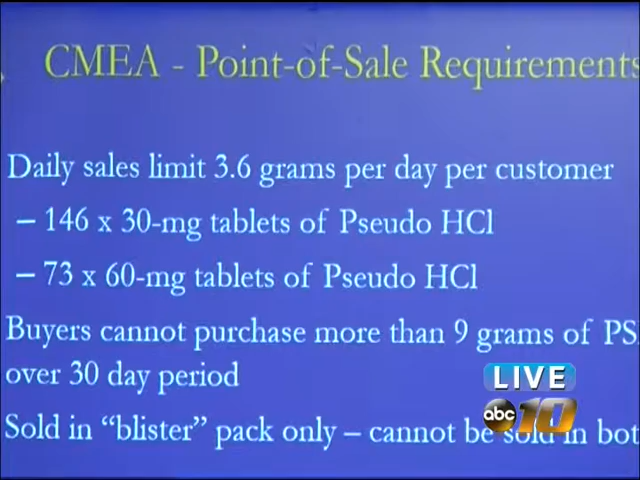 CMEA - Point-of-Sale Requirements
Daily sales limit 3.6 grams per day per customer
– 146 x 30-mg tablets of Pseudo HCl
– 73 x 60-mg tablets of Pseudo HCl
Buyers cannot purchase more than 9 grams of PS
over 30 day period
Sold in “blister” pack only – cannot be sold in bot
LIVE
abc 10